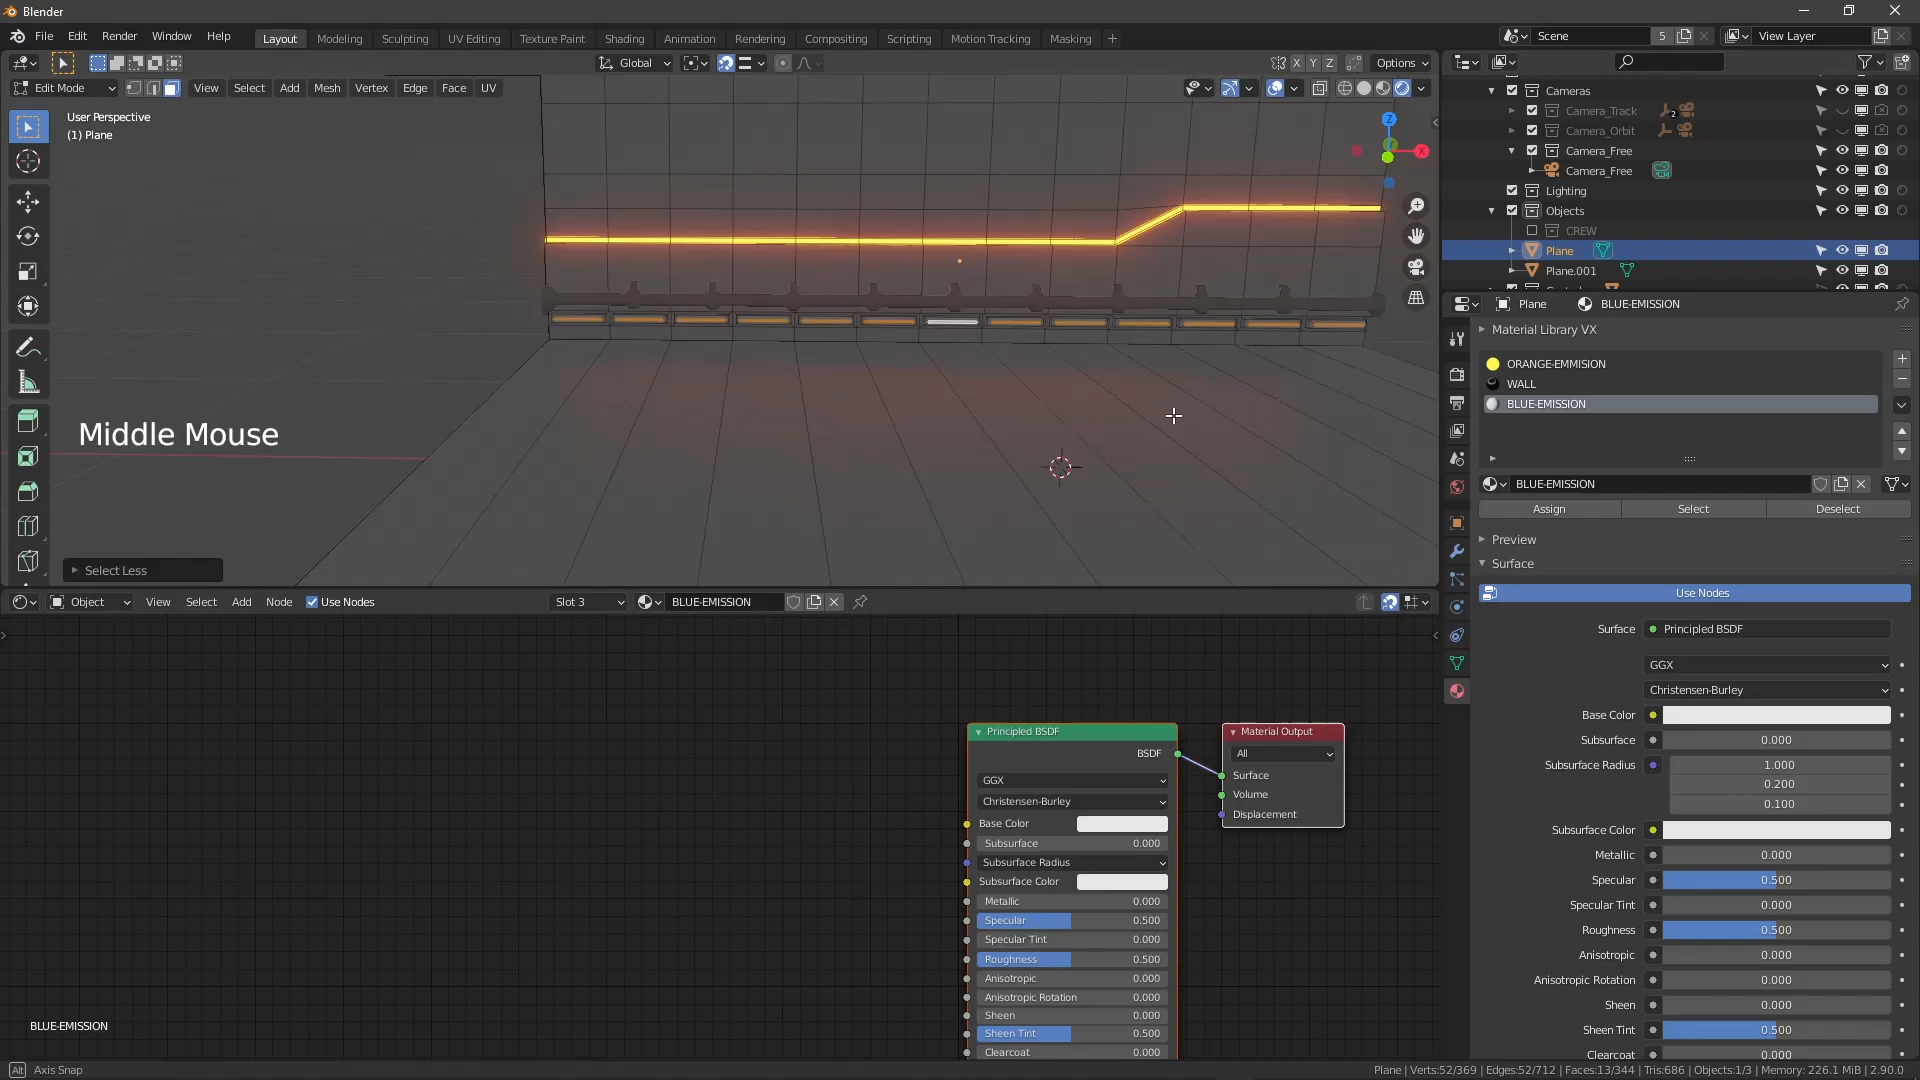 Blender
File Edit Render Window Help
Layout Modeling Sculpting UV Editing Texture Paint Shading Animation Rendering Compositing Scripting Motion Tracking Masking +
Scene 5
View Layer
Global
X Y Z
Options
Edit Mode
View Select Add Mesh Vertex Edge Face UV
User Perspective
(1) Plane
Z
X
Middle Mouse
Select Less
Cameras
Camera_Track 2
Camera_Orbit
Camera_Free
Camera_Free
Lighting
Objects
CREW
Plane
Plane.001
Plane BLUE-EMISSION
Material Library VX
ORANGE-EMMISION
WALL
BLUE-EMISSION
BLUE-EMISSION
Assign Select Deselect
Preview
Surface
Use Nodes
Surface Principled BSDF
GGX
Christensen-Burley
Base Color
Subsurface 0.000
Subsurface Radius 1.000
0.200
0.100
Subsurface Color
Metallic 0.000
Specular 0.500
Specular Tint 0.000
Roughness 0.500
Anisotropic 0.000
Anisotropic Rotation 0.000
Sheen 0.000
Sheen Tint 0.500
Clearcoat 0.000
Object View Select Add Node Use Nodes
Slot 3 BLUE-EMISSION
Principled BSDF
BSDF
GGX
Christensen-Burley
Base Color
Subsurface 0.000
Subsurface Radius
Subsurface Color
Metallic 0.000
Specular 0.500
Specular Tint 0.000
Roughness 0.500
Anisotropic 0.000
Anisotropic Rotation 0.000
Sheen 0.000
Sheen Tint 0.500
Clearcoat 0.000
Material Output
All
Surface
Volume
Displacement
BLUE-EMISSION
Alt Axis Snap
Plane | Verts:52/369 | Edges:52/712 | Faces:13/344 | Tris:686 | Objects:1/3 | Memory: 226.1 MiB | 2.90.0